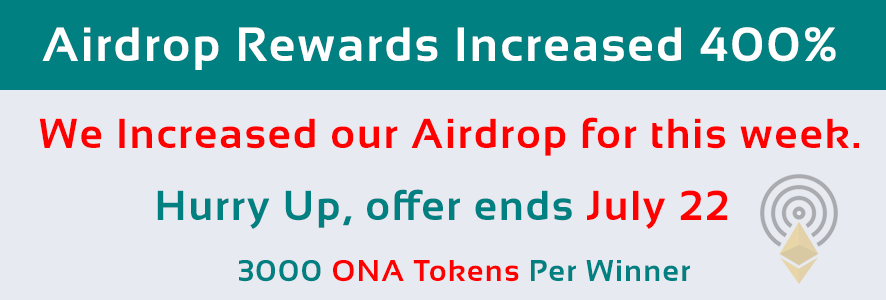 Airdrop Rewards Increased 400%
We Increased our Airdrop for this week.
Hurry Up, offer ends July 22
3000 ONA Tokens Per Winner